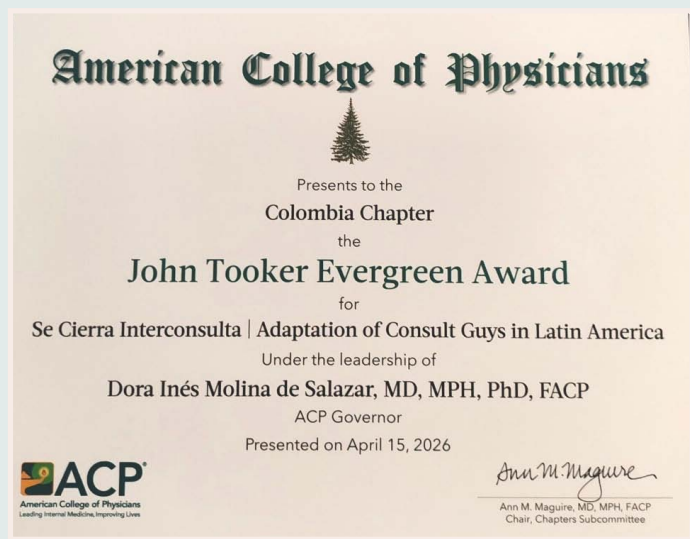 American College of Physicians
Presents to the
Colombia Chapter
the
John Tooker Evergreen Award
for
Se Cierra Interconsulta | Adaptation of Consult Guys in Latin America
Under the leadership of
Dora Inés Molina de Salazar, MD, MPH, PhD, FACP
ACP Governor
Presented on April 15, 2026
ACP®
American College of Physicians
Leading Internal Medicine, Improving Lives
Ann M. Maguire
Ann M. Maguire, MD, MPH, FACP
Chair, Chapters Subcommittee